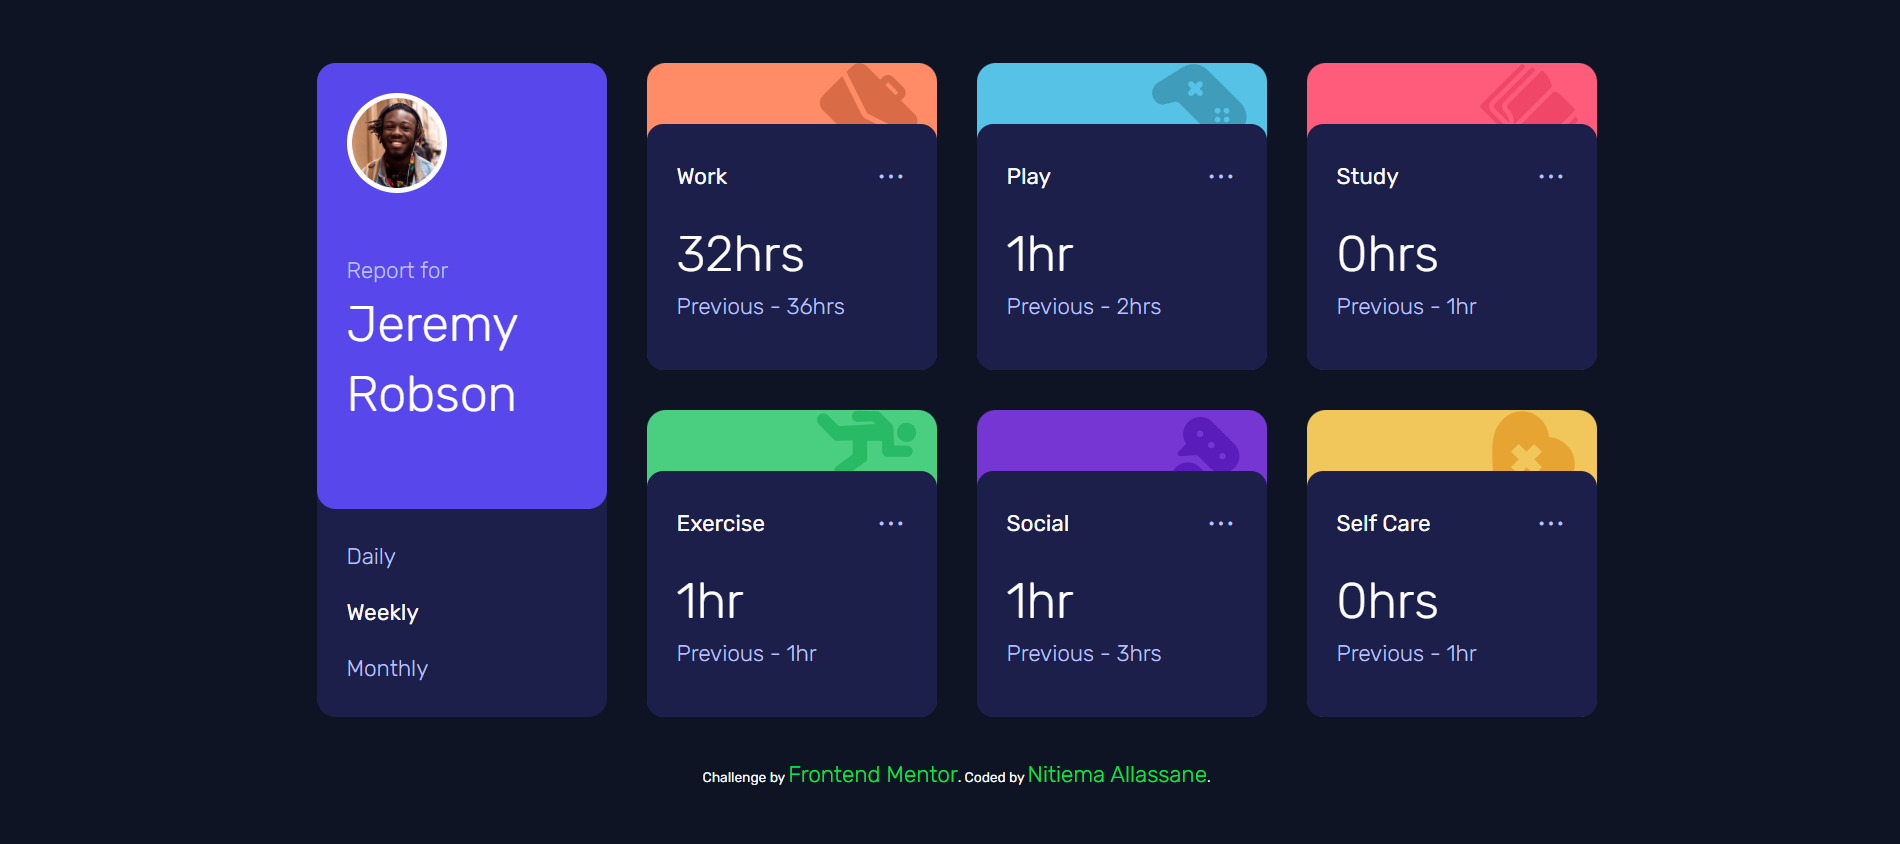 Report for
Jeremy
Robson
Daily
Weekly
Monthly
Work
32hrs
Previous - 36hrs
Play
1hr
Previous - 2hrs
Study
0hrs
Previous - 1hr
Exercise
1hr
Previous - 1hr
Social
1hr
Previous - 3hrs
Self Care
0hrs
Previous - 1hr
Challenge by Frontend Mentor. Coded by Nitiema Allassane.